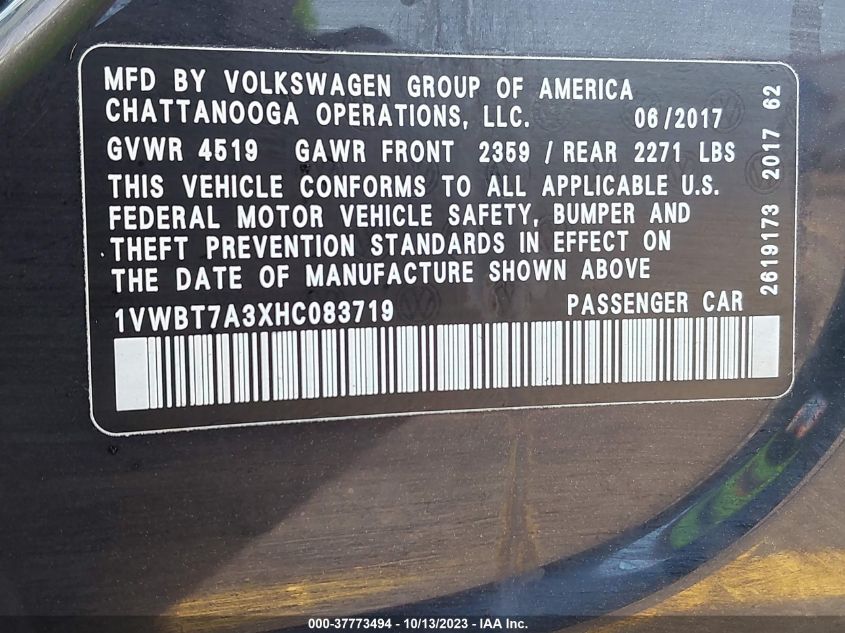 MFD BY VOLKSWAGEN GROUP OF AMERICA
CHATTANOOGA OPERATIONS, LLC. 06/2017
GVWR 4519 GAWR FRONT 2359 / REAR 2271 LBS
THIS VEHICLE CONFORMS TO ALL APPLICABLE U.S.
FEDERAL MOTOR VEHICLE SAFETY, BUMPER AND
THEFT PREVENTION STANDARDS IN EFFECT ON
THE DATE OF MANUFACTURE SHOWN ABOVE
1VWBT7A3XHC083719 PASSENGER CAR
2619173 2017 62
000-37773494 - 10/13/2023 - IAA Inc.